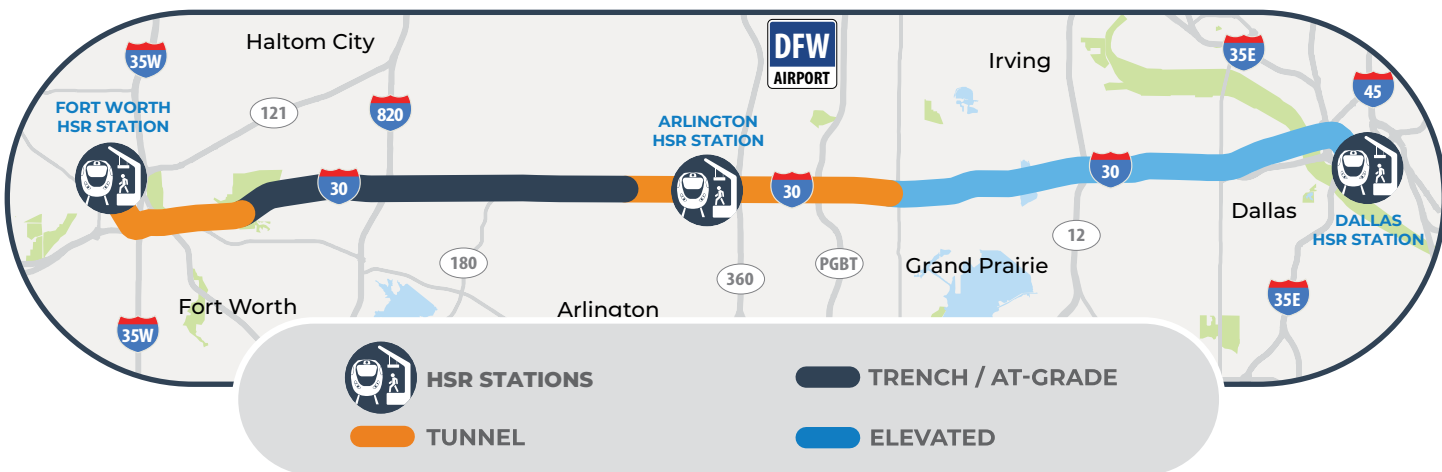 Haltom City
35W
DFW
AIRPORT
Irving
35E
45
FORT WORTH
HSR STATION
121
820
ARLINGTON
HSR STATION
30
30
30
Dallas
DALLAS
HSR STATION
180
360
PGBT
12
Grand Prairie
Fort Worth
35W
Arlington
35E
HSR STATIONS
TRENCH / AT-GRADE
TUNNEL
ELEVATED